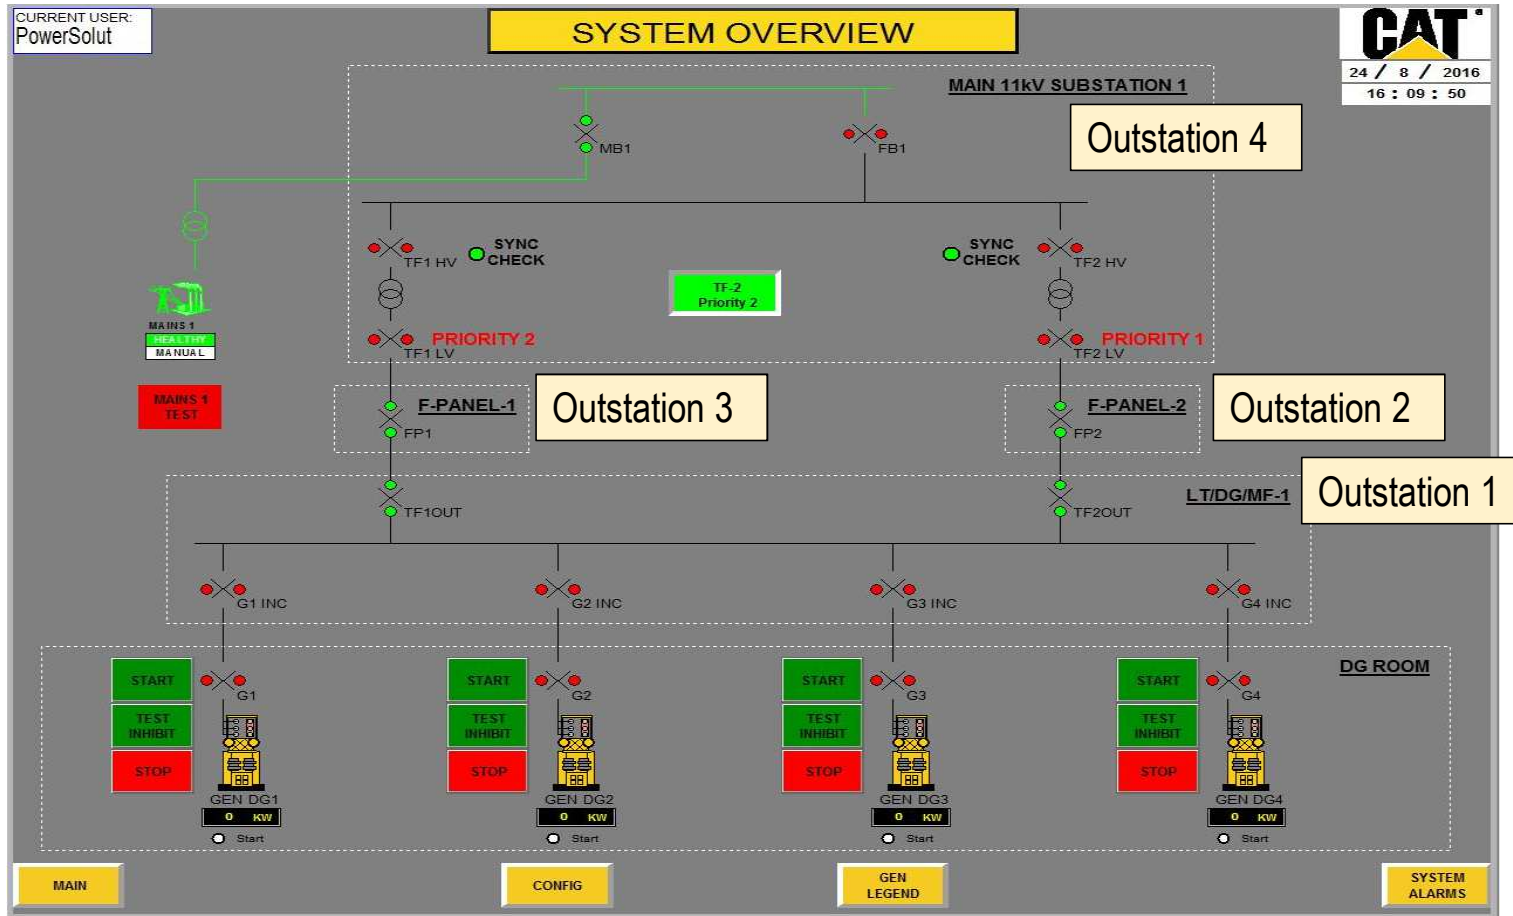 CURRENT USER:
PowerSolut
SYSTEM OVERVIEW
CAT
24 / 8 / 2016
16 : 09 : 50
MAIN 11kV SUBSTATION 1
Outstation 4
MB1
FB1
SYNC
CHECK
TF1 HV
SYNC
CHECK
TF2 HV
TF-2
Priority 2
MAINS 1
HEALTHY
MANUAL
PRIORITY 2
TF1 LV
PRIORITY 1
TF2 LV
MAINS 1
TEST
F-PANEL-1
Outstation 3
F-PANEL-2
Outstation 2
FP1
FP2
LT/DG/MF-1
Outstation 1
TF1OUT
TF2OUT
G1 INC
G2 INC
G3 INC
G4 INC
DG ROOM
START
G1
START
G2
START
G3
START
G4
TEST
INHIBIT
TEST
INHIBIT
TEST
INHIBIT
TEST
INHIBIT
STOP
STOP
STOP
STOP
GEN DG1
GEN DG2
GEN DG3
GEN DG4
0 KW
0 KW
0 KW
0 KW
Start
Start
Start
Start
MAIN
CONFIG
GEN
LEGEND
SYSTEM
ALARMS